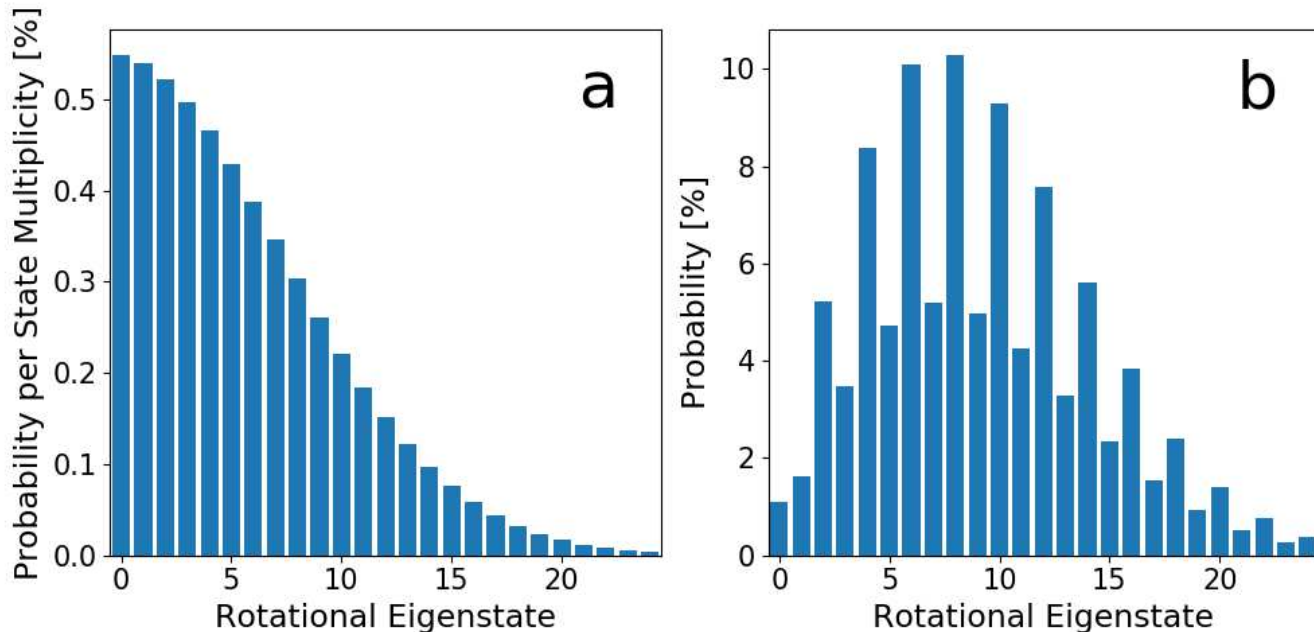 Probability per State Multiplicity [%]
0.5
0.4
0.3
0.2
0.1
0.0
0 5 10 15 20
Rotational Eigenstate
a
Probability [%]
10
8
6
4
2
0
0 5 10 15 20
Rotational Eigenstate
b